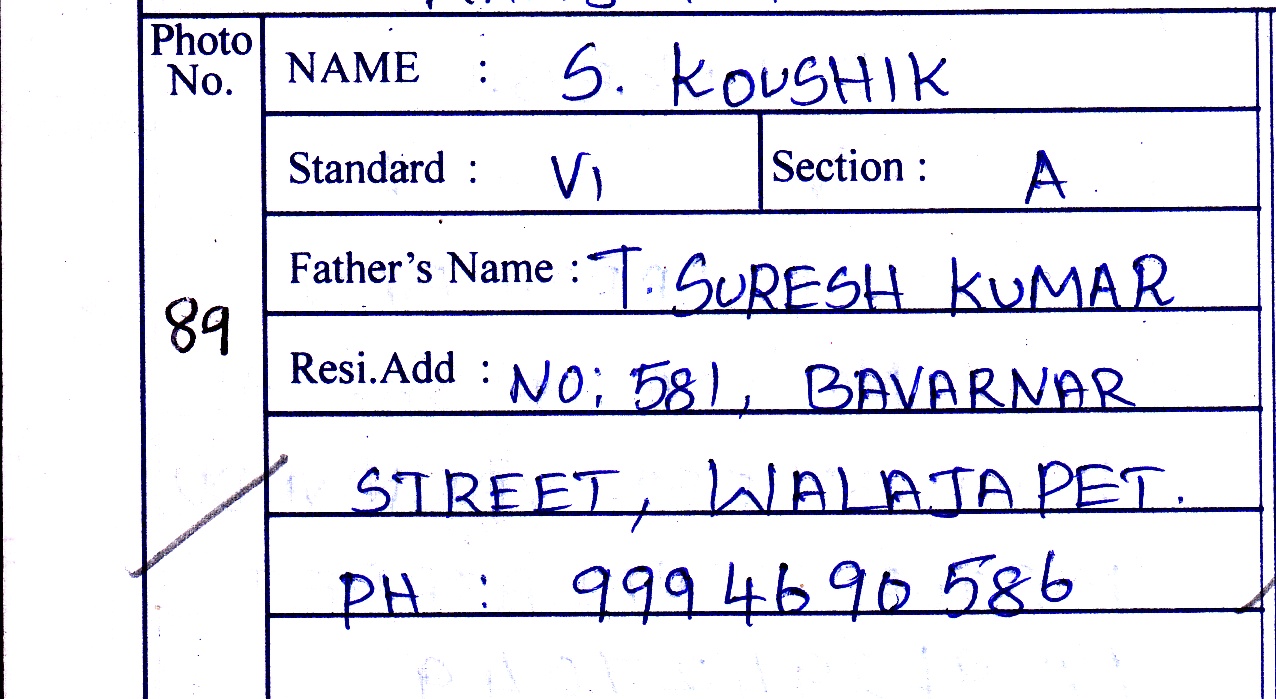 Photo
No.
NAME : S. KOUSHIK
Standard : VI Section : A
Father's Name : T. SURESH KUMAR
89
Resi.Add : NO: 581, BAVARNAR
STREET, WALAJAPET.
PH : 9994690586